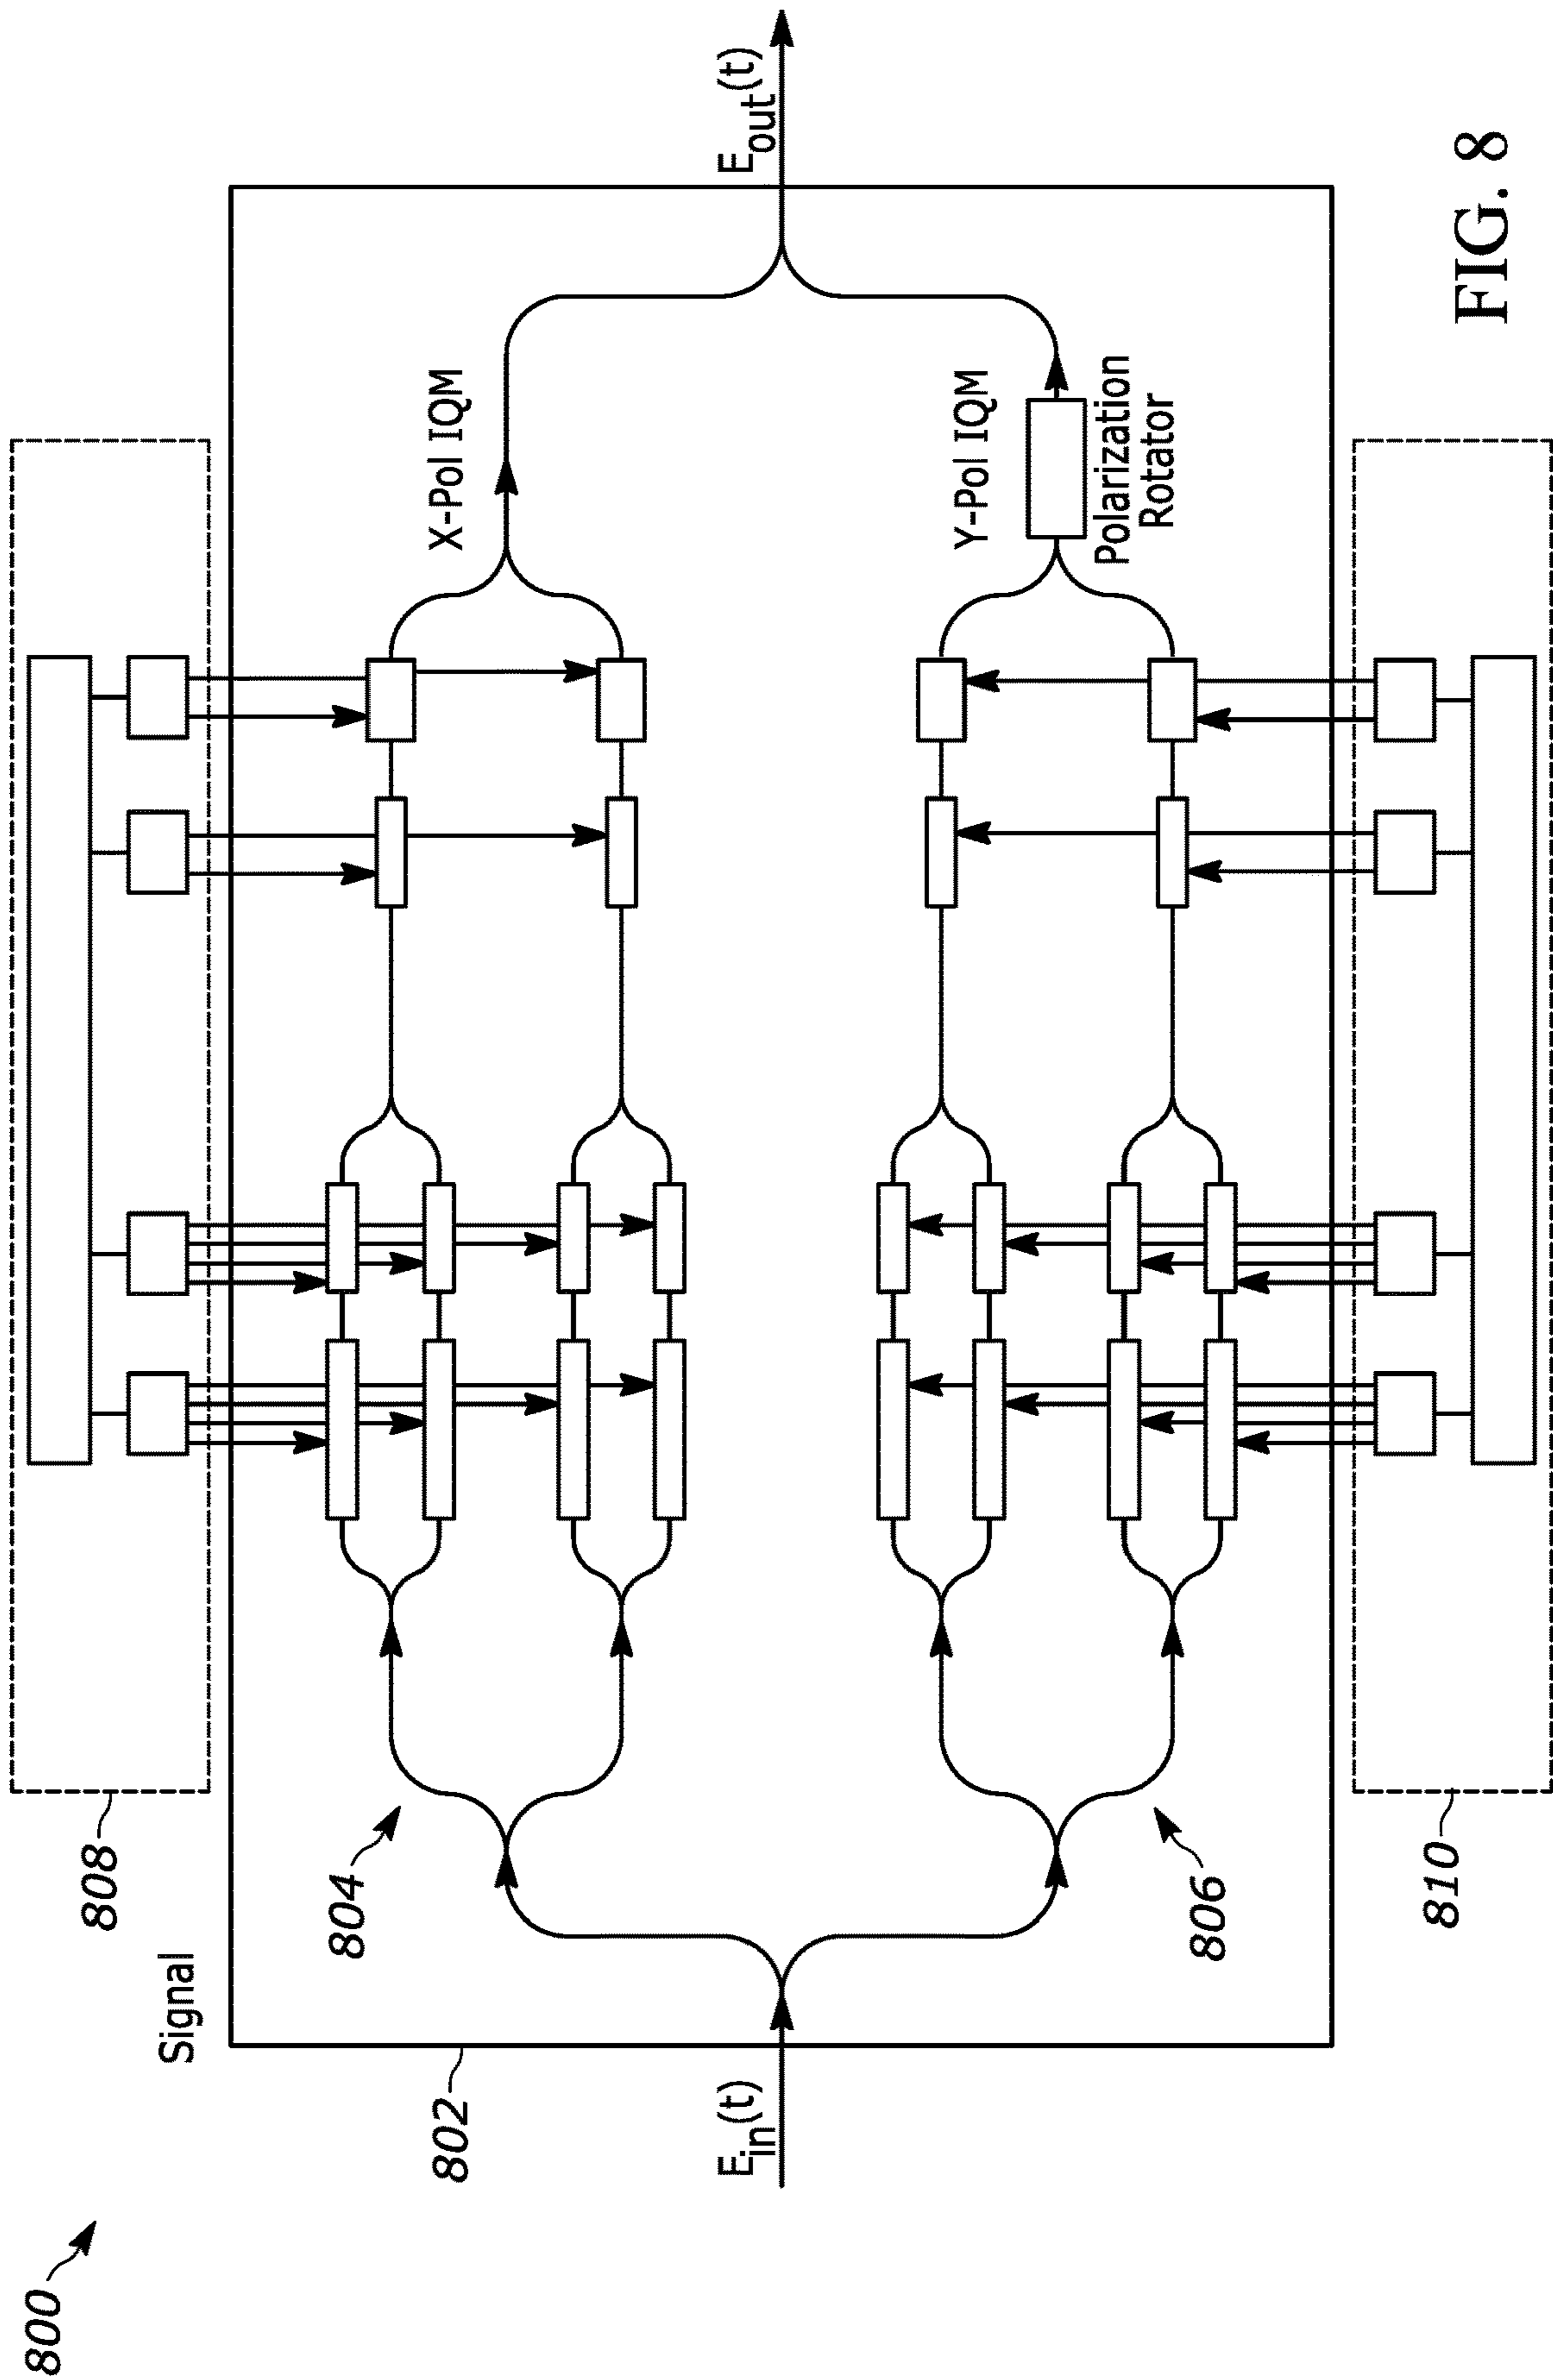 800
808
Signal
802
804
X-Pol IQM
E_in(t)
E_out(t)
Y-Pol IQM
Polarization
Rotator
806
810
FIG. 8